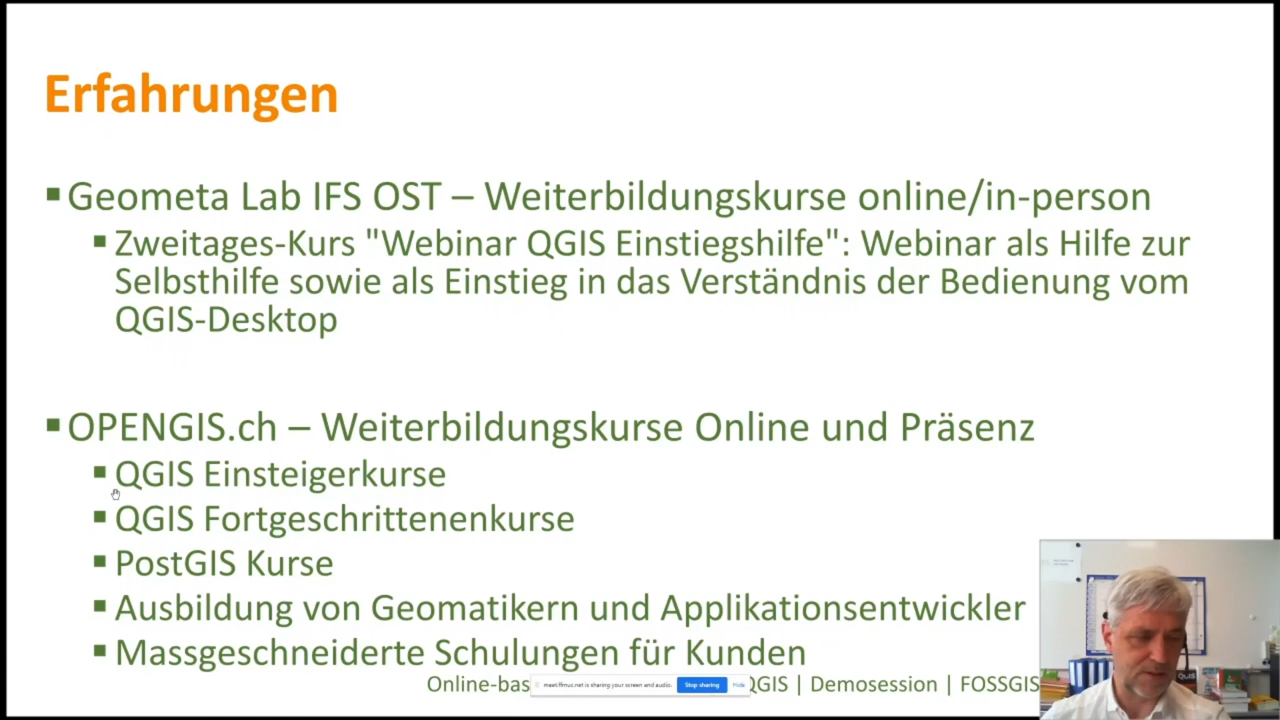 Erfahrungen
▪Geometa Lab IFS OST – Weiterbildungskurse online/in-person
▪Zweitages-Kurs "Webinar QGIS Einstiegshilfe": Webinar als Hilfe zur
Selbsthilfe sowie als Einstieg in das Verständnis der Bedienung vom
QGIS-Desktop
▪OPENGIS.ch – Weiterbildungskurse Online und Präsenz
▪QGIS Einsteigerkurse
▪QGIS Fortgeschrittenenkurse
▪PostGIS Kurse
▪Ausbildung von Geomatikern und Applikationsentwickler
▪Massgeschneiderte Schulungen für Kunden
Online-bas
meet.ffmuc.net is sharing your screen and audio. Stop sharing Hide
QGIS | Demosession | FOSSGIS